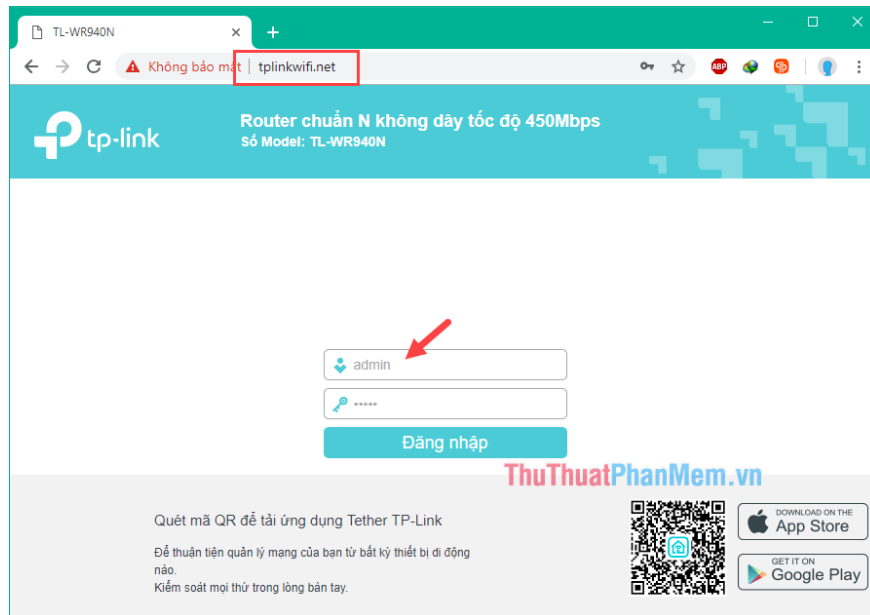 TL-WR940N
Không bảo mật
tplinkwifi.net
ABP
tp-link
Router chuẩn N không dây tốc độ 450Mbps
Số Model: TL-WR940N
admin
•••••
Đăng nhập
ThuThuatPhanMem.vn
Quét mã QR để tải ứng dụng Tether TP-Link
Để thuận tiện quản lý mạng của bạn từ bất kỳ thiết bị di động
nào.
Kiểm soát mọi thứ trong lòng bàn tay.
DOWNLOAD ON THE
App Store
GET IT ON
Google Play